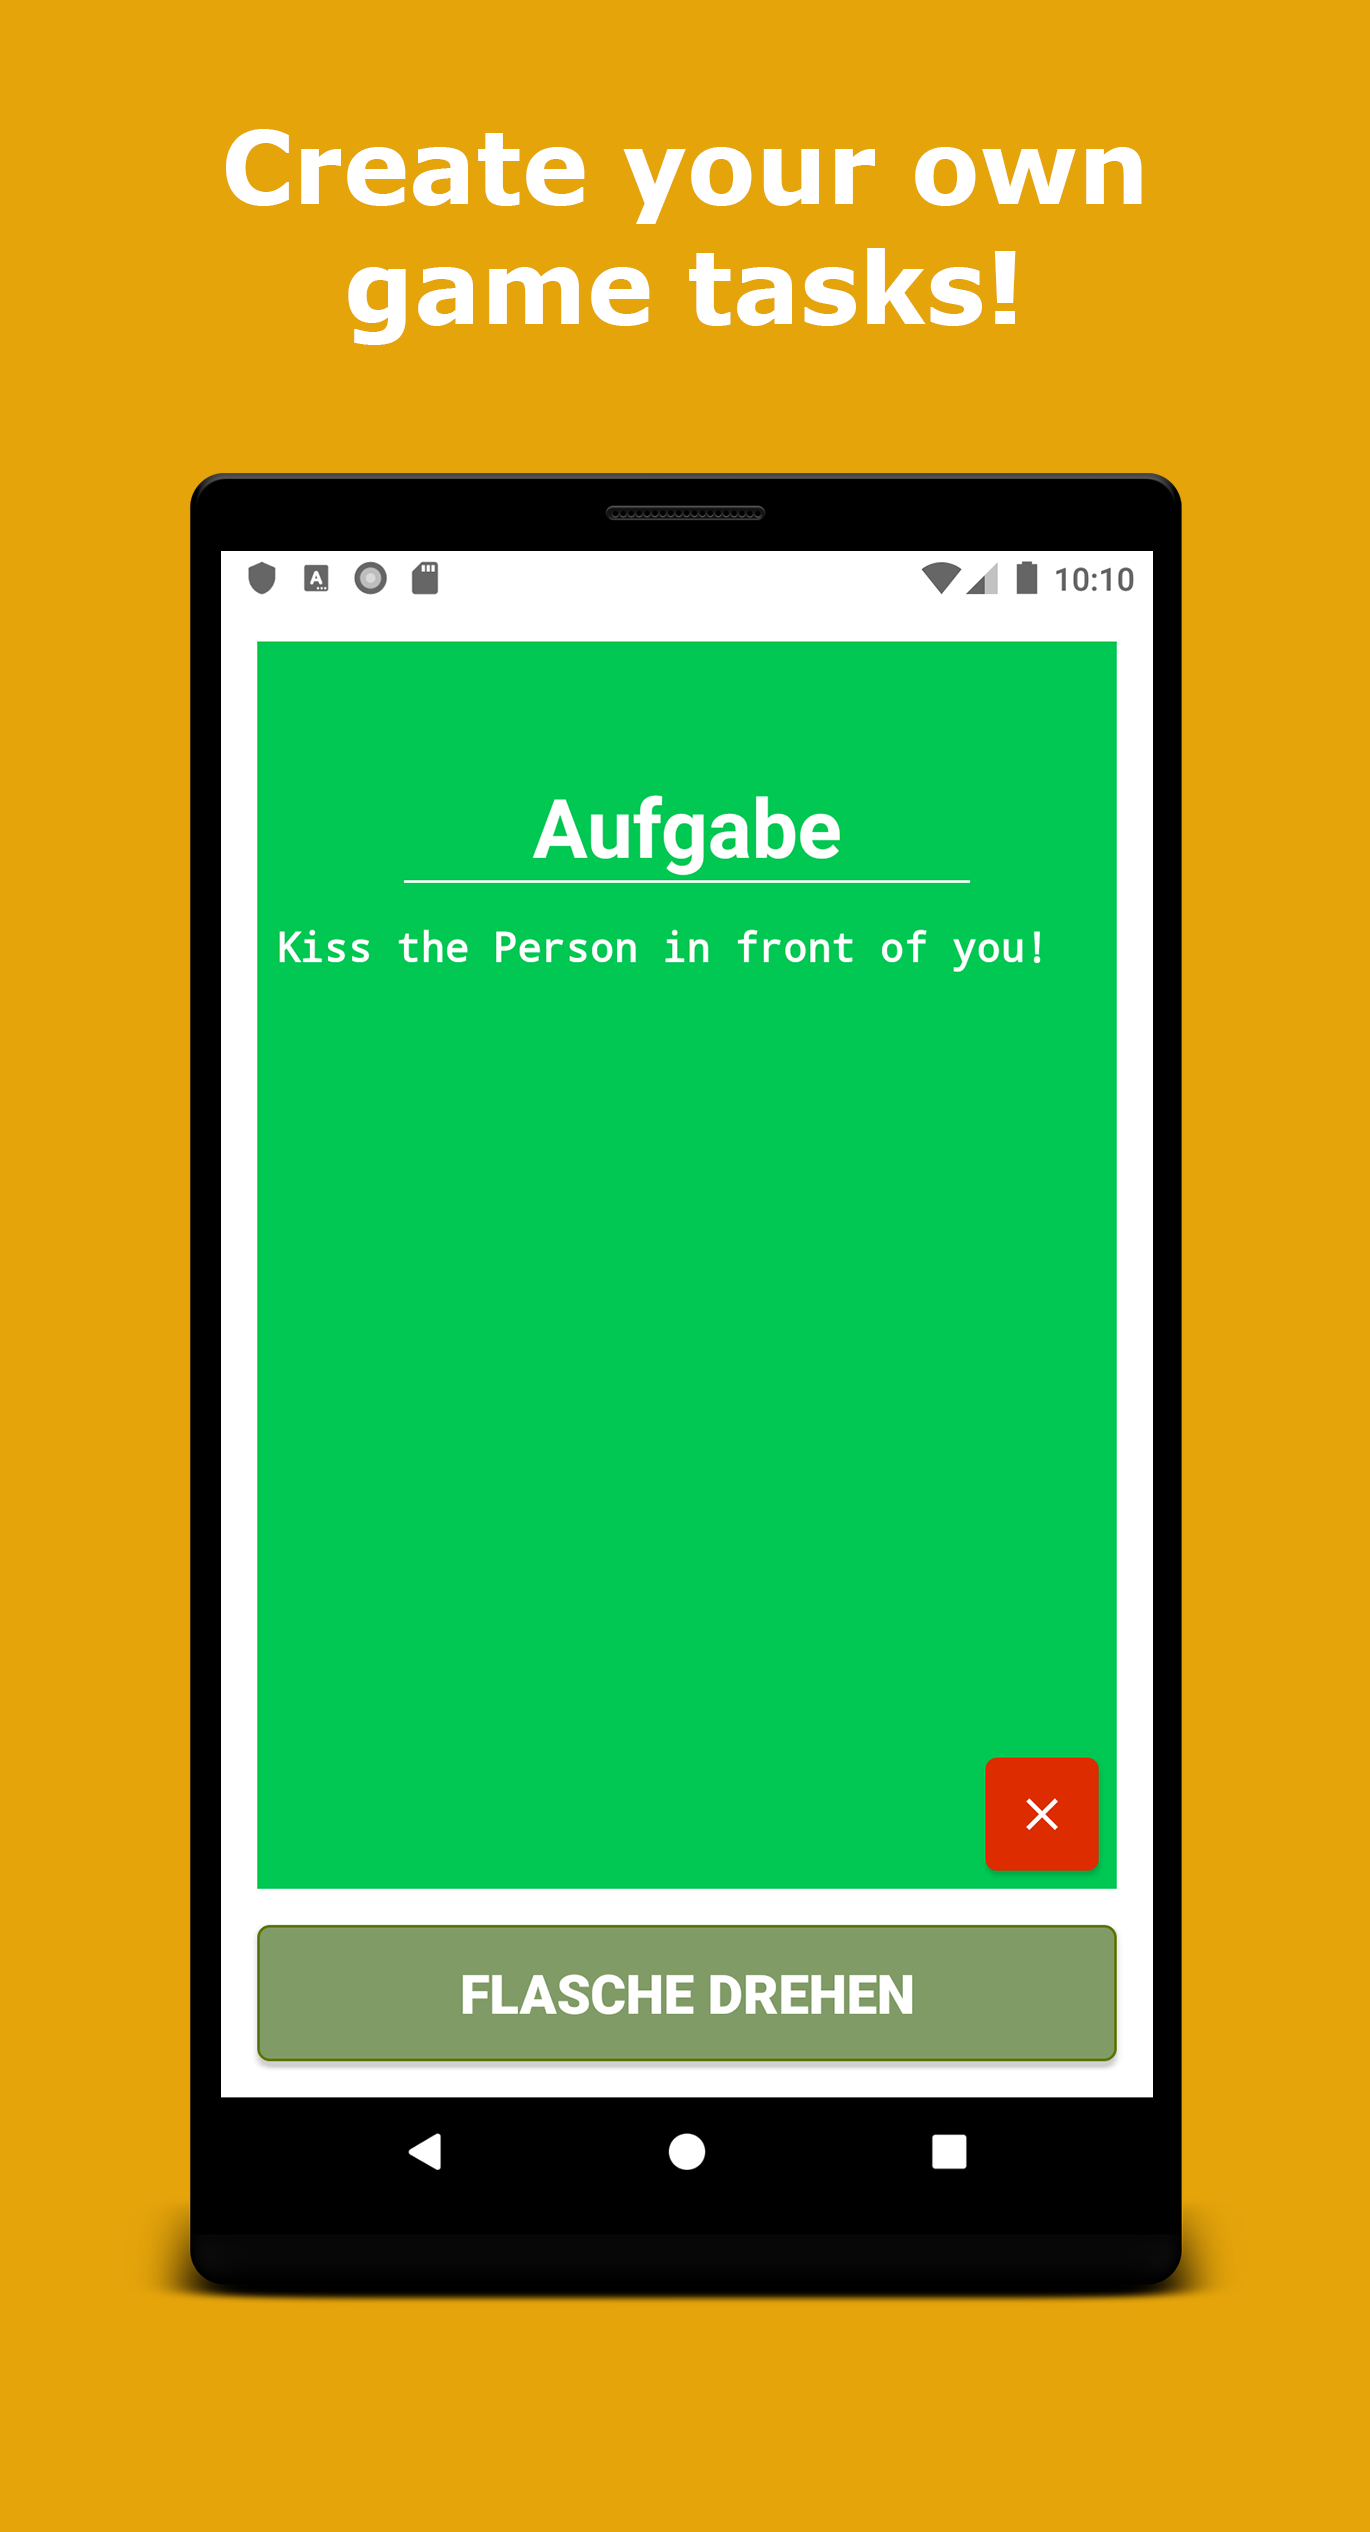 Create your own
game tasks!
10:10
Aufgabe
Kiss the Person in front of you!
FLASCHE DREHEN